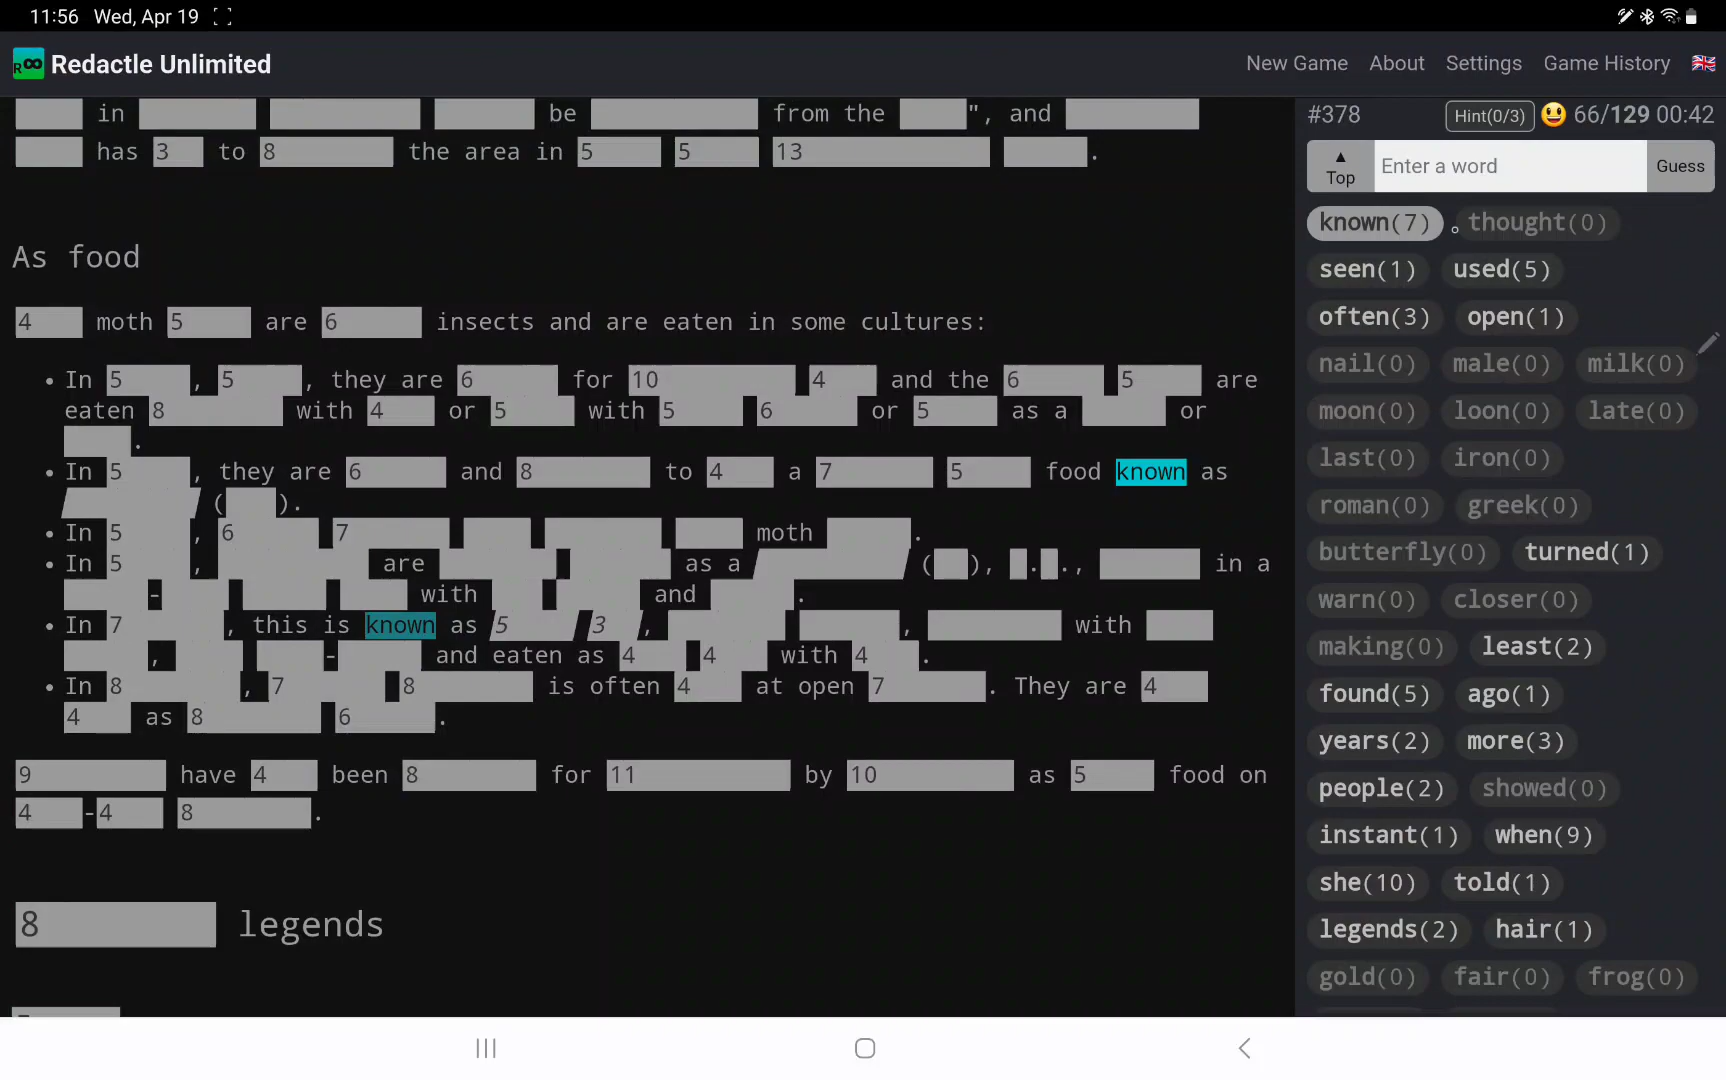 11:56 Wed, Apr 19
R∞ Redactle Unlimited
New Game About Settings Game History
in be from the ", and
has 3 to 8 the area in 5 5 13 .
As food
4 moth 5 are 6 insects and are eaten in some cultures:
• In 5 , 5 , they are 6 for 10 4 and the 6 5 are
eaten 8 with 4 or 5 with 5 6 or 5 as a or
.
• In 5 , they are 6 and 8 to 4 a 7 5 food known as
( ).
• In 5 , 6 7 moth .
• In 5 , are as a ( ), . ., in a
- with and .
• In 7 , this is known as 5 3 , , with
, - and eaten as 4 4 with 4 .
• In 8 , 7 8 is often 4 at open 7 . They are 4
4 as 8 6 .
9 have 4 been 8 for 11 by 10 as 5 food on
4 -4 8 .
8 legends
#378 Hint(0/3) 66/129 00:42
▲ Top Enter a word Guess
known(7) thought(0)
seen(1) used(5)
often(3) open(1)
nail(0) male(0) milk(0)
moon(0) loon(0) late(0)
last(0) iron(0)
roman(0) greek(0)
butterfly(0) turned(1)
warn(0) closer(0)
making(0) least(2)
found(5) ago(1)
years(2) more(3)
people(2) showed(0)
instant(1) when(9)
she(10) told(1)
legends(2) hair(1)
gold(0) fair(0) frog(0)